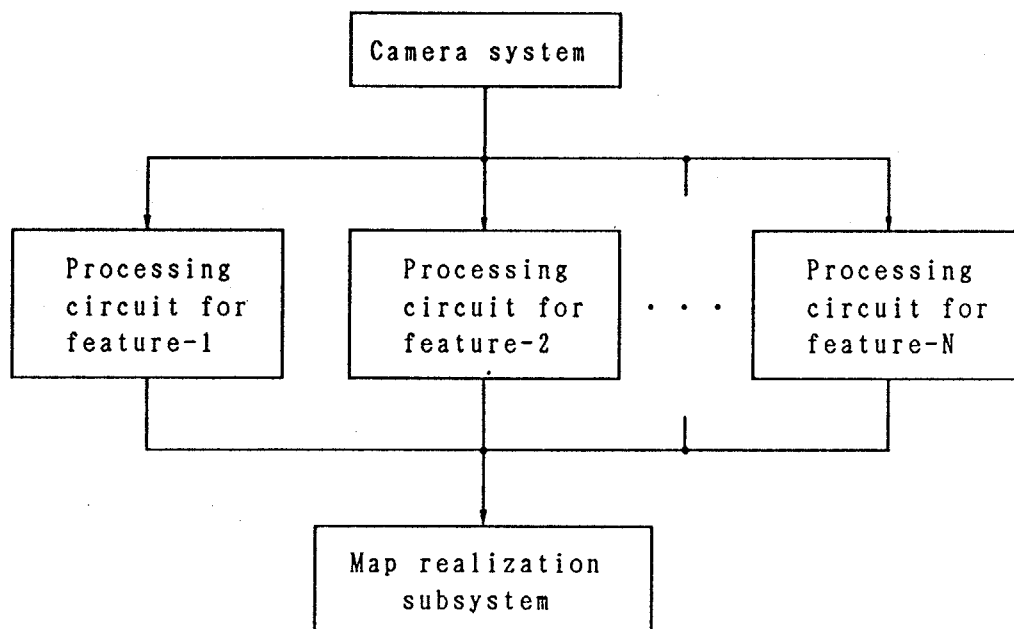 Camera system
Processing
circuit for
feature-1
Processing
circuit for
feature-2
. . .
Processing
circuit for
feature-N
Map realization
subsystem